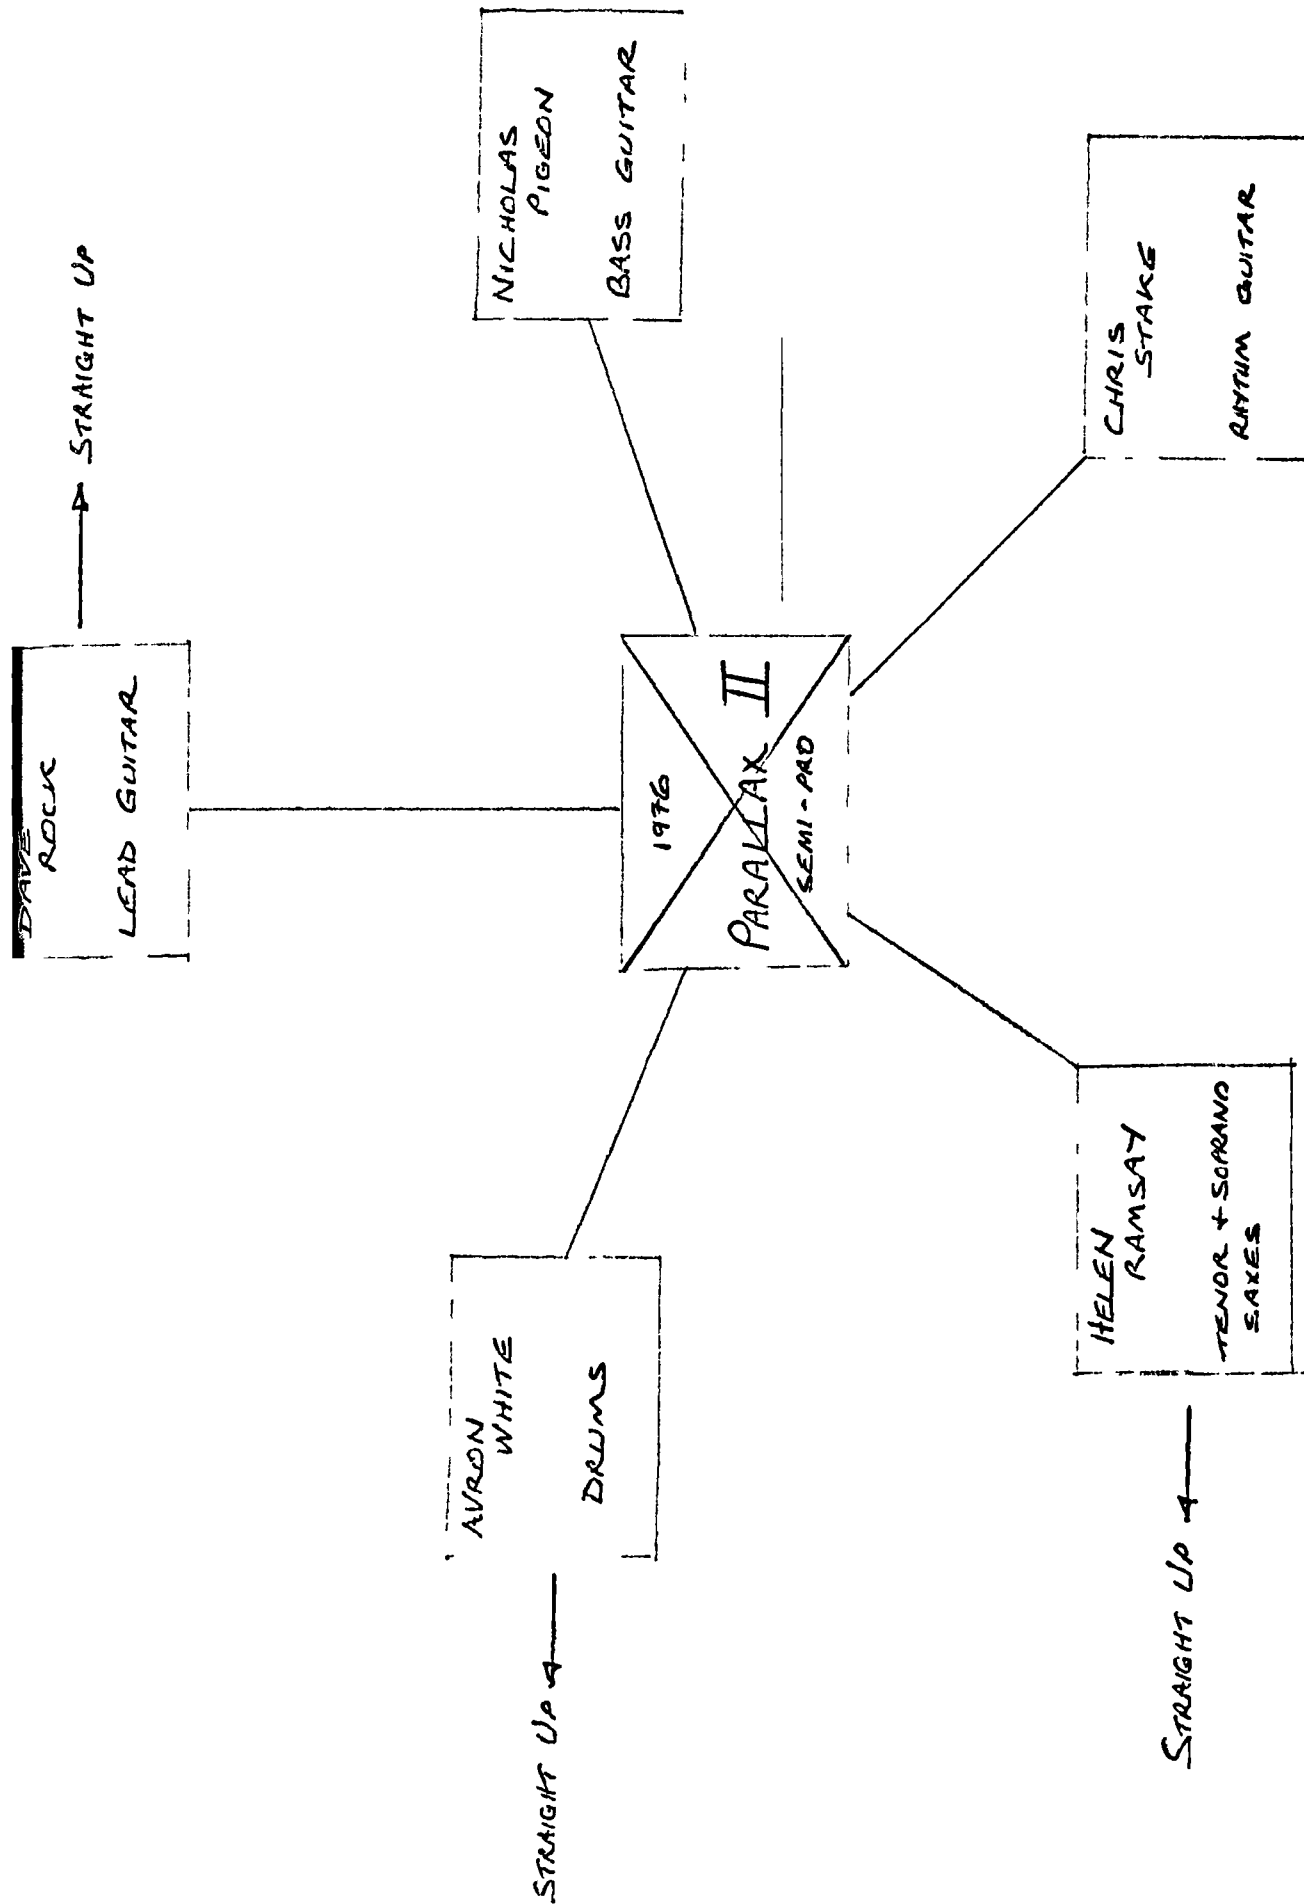 DAVE
ROCK
LEAD GUITAR
STRAIGHT UP
AVRON
WHITE
DRUMS
STRAIGHT UP
1976
PARALLAX II
SEMI-PRO
NICHOLAS
PIGEON
BASS GUITAR
HELEN
RAMSAY
TENOR + SOPRANO
SAXES
STRAIGHT UP
CHRIS
STAKE
RHYTHM GUITAR